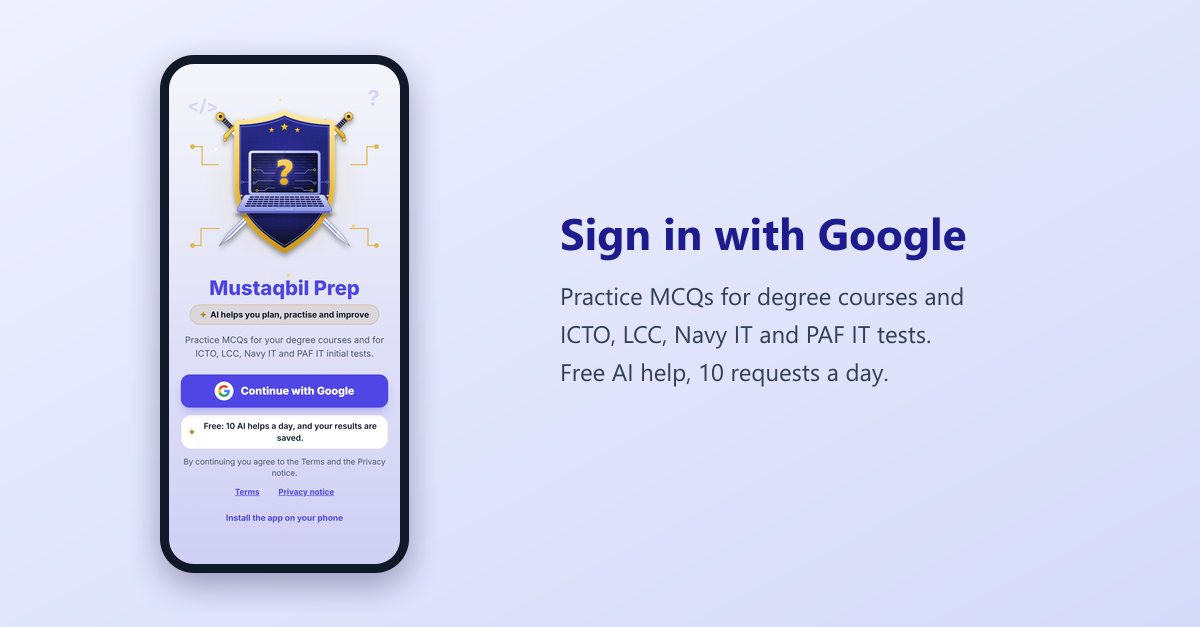 </>
?
?
Mustaqbil Prep
AI helps you plan, practise and improve
Practice MCQs for your degree courses and for
ICTO, LCC, Navy IT and PAF IT initial tests.
Continue with Google
Free: 10 AI helps a day, and your results are
saved.
By continuing you agree to the Terms and the Privacy
notice.
Terms Privacy notice
Install the app on your phone
Sign in with Google
Practice MCQs for degree courses and
ICTO, LCC, Navy IT and PAF IT tests.
Free AI help, 10 requests a day.